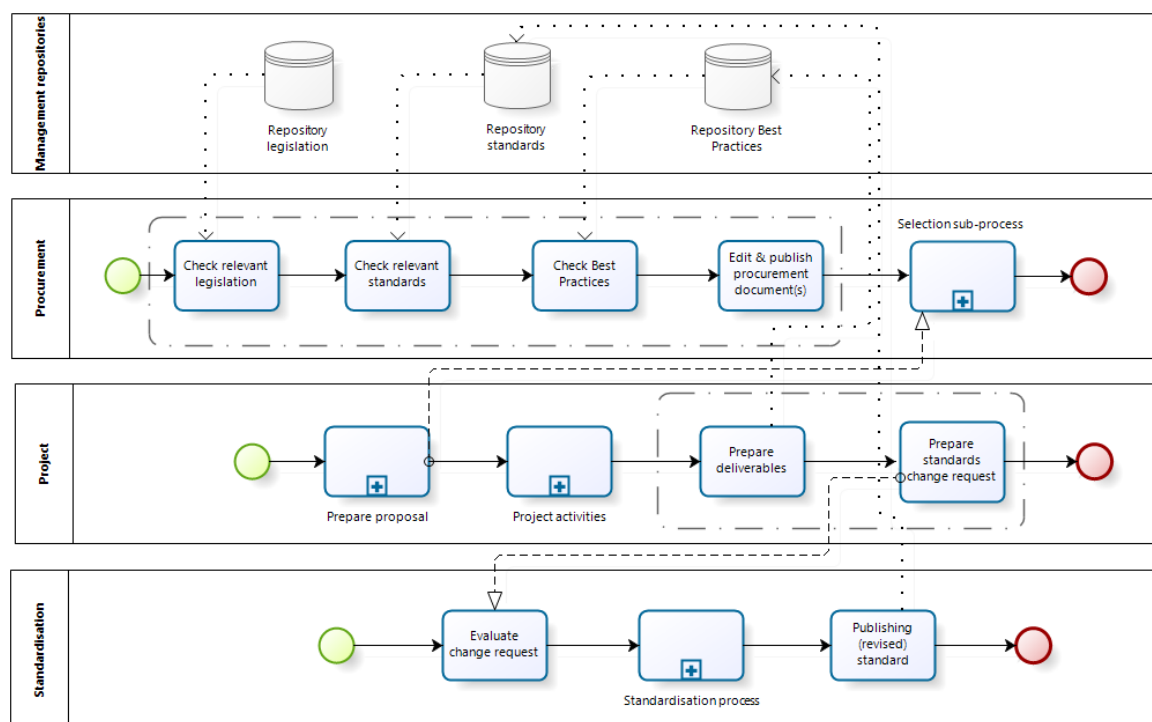 Management repositories
Repository
legislation
Repository
standards
Repository Best
Practices
Procurement
Check relevant
legislation
Check relevant
standards
Check Best
Practices
Edit & publish
procurement
document(s)
Selection sub-process
Project
Prepare proposal
Project activities
Prepare
deliverables
Prepare
standards
change request
Standardisation
Evaluate
change request
Standardisation process
Publishing
(revised)
standard